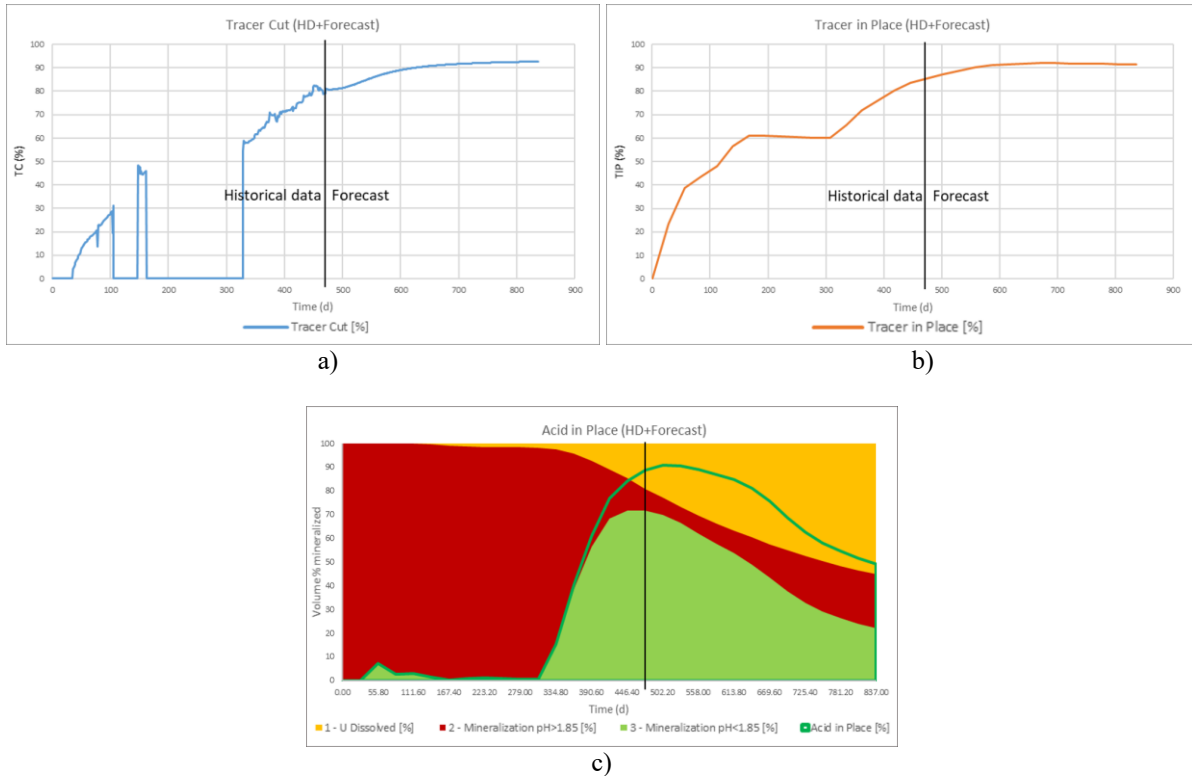 Tracer Cut (HD+Forecast)
100
90
80
70
60
50
40
30
20
10
0
TC (%)
Historical data
Forecast
0 100 200 300 400 500 600 700 800 900
Time (d)
Tracer Cut [%]
a)
Tracer in Place (HD+Forecast)
100
90
80
70
60
50
40
30
20
10
0
TIP (%)
Historical data
Forecast
0 100 200 300 400 500 600 700 800 900
Time (d)
Tracer in Place [%]
b)
Acid in Place (HD+Forecast)
100
90
80
70
60
50
40
30
20
10
0
Volume % mineralized
0.00 55.80 111.60 167.40 223.20 279.00 334.80 390.60 446.40 502.20 558.00 613.80 669.60 725.40 781.20 837.00
Time (d)
1 - U Dissolved [%] 2 - Mineralization pH>1.85 [%] 3 - Mineralization pH<1.85 [%] Acid in Place [%]
c)